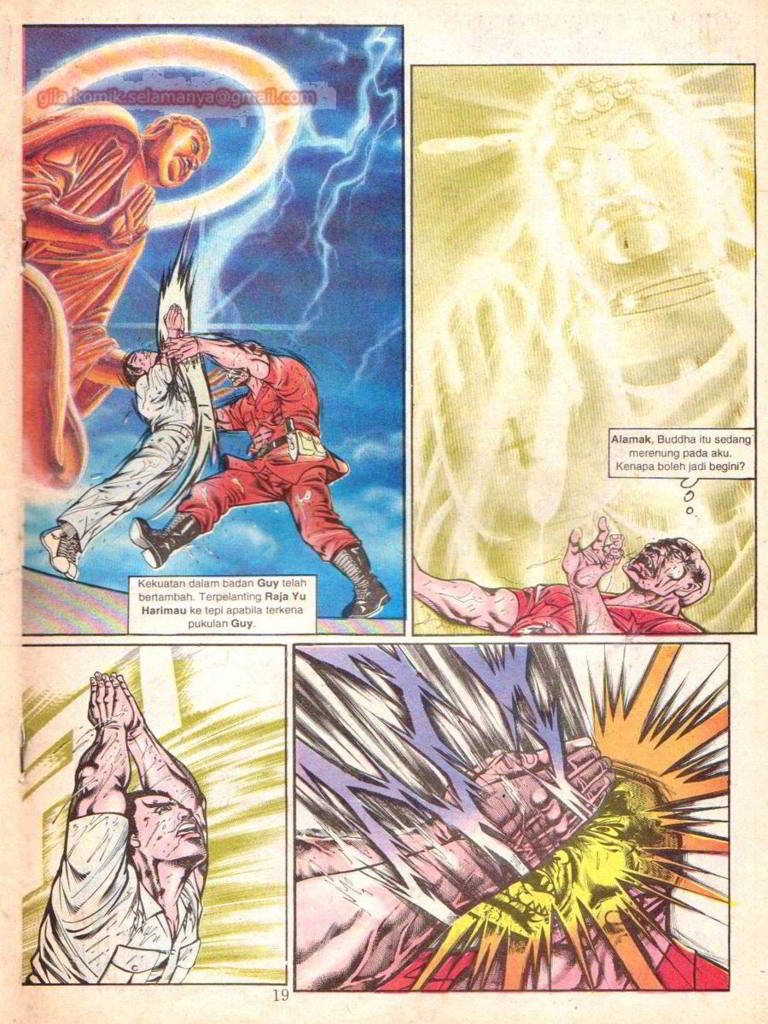 gila.komik.selamanya@gmail.com
Kekuatan dalam badan Guy telah
bertambah. Terpelanting Raja Yu
Harimau ke tepi apabila terkena
pukulan Guy.
Alamak, Buddha itu sedang
merenung pada aku.
Kenapa boleh jadi begini?
19